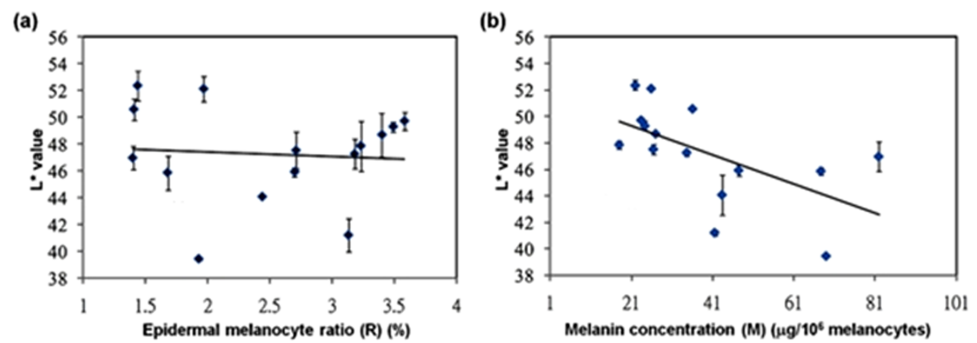 (a)
56
54
52
50
48
46
44
42
40
38
L* value
1 1.5 2 2.5 3 3.5 4
Epidermal melanocyte ratio (R) (%)
(b)
56
54
52
50
48
46
44
42
40
38
L* value
1 21 41 61 81 101
Melanin concentration (M) (μg/10⁶ melanocytes)